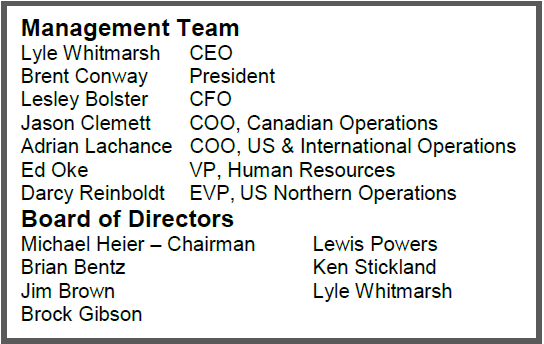 Management Team
Lyle Whitmarsh CEO
Brent Conway President
Lesley Bolster CFO
Jason Clemett COO, Canadian Operations
Adrian Lachance COO, US & International Operations
Ed Oke VP, Human Resources
Darcy Reinboldt EVP, US Northern Operations
Board of Directors
Michael Heier – Chairman Lewis Powers
Brian Bentz Ken Stickland
Jim Brown Lyle Whitmarsh
Brock Gibson